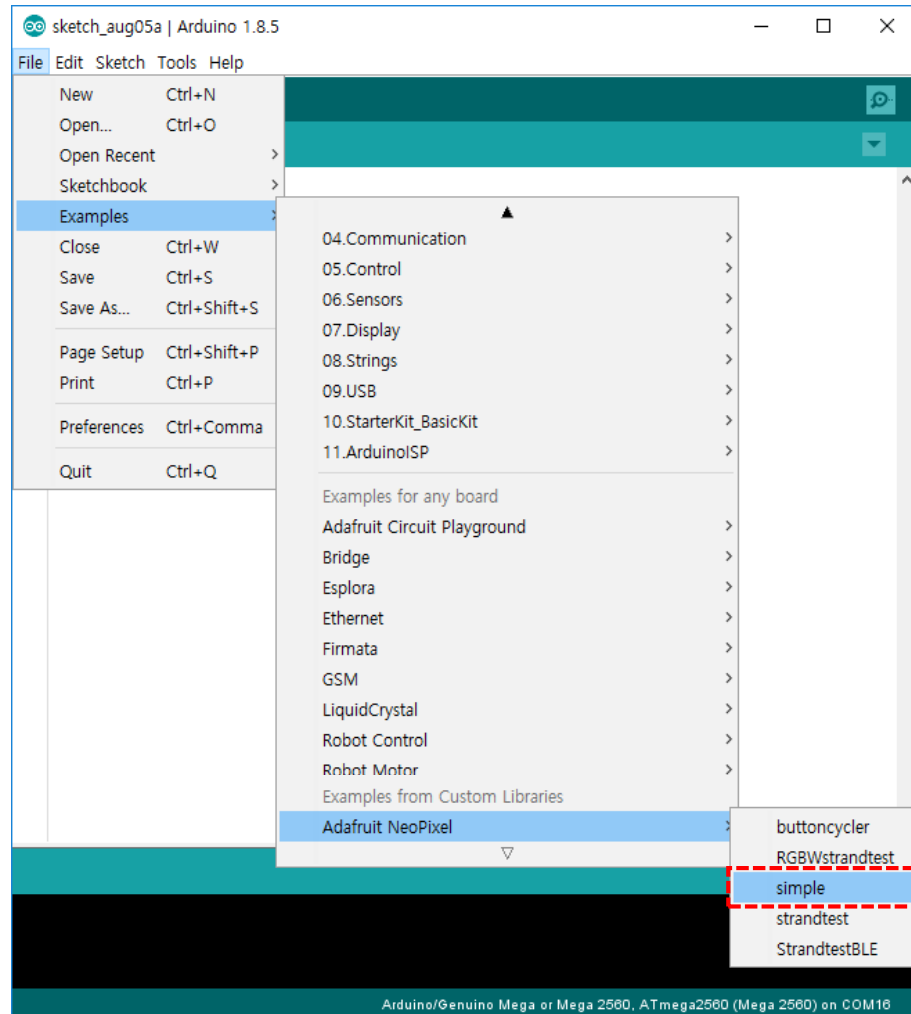 sketch_aug05a | Arduino 1.8.5
File Edit Sketch Tools Help
New Ctrl+N
Open... Ctrl+O
Open Recent
Sketchbook
Examples
Close Ctrl+W
Save Ctrl+S
Save As... Ctrl+Shift+S
Page Setup Ctrl+Shift+P
Print Ctrl+P
Preferences Ctrl+Comma
Quit Ctrl+Q
04.Communication
05.Control
06.Sensors
07.Display
08.Strings
09.USB
10.StarterKit_BasicKit
11.ArduinoISP
Examples for any board
Adafruit Circuit Playground
Bridge
Esplora
Ethernet
Firmata
GSM
LiquidCrystal
Robot Control
Robot Motor
Examples from Custom Libraries
Adafruit NeoPixel
buttoncycler
RGBWstrandtest
simple
strandtest
StrandtestBLE
Arduino/Genuino Mega or Mega 2560, ATmega2560 (Mega 2560) on COM16